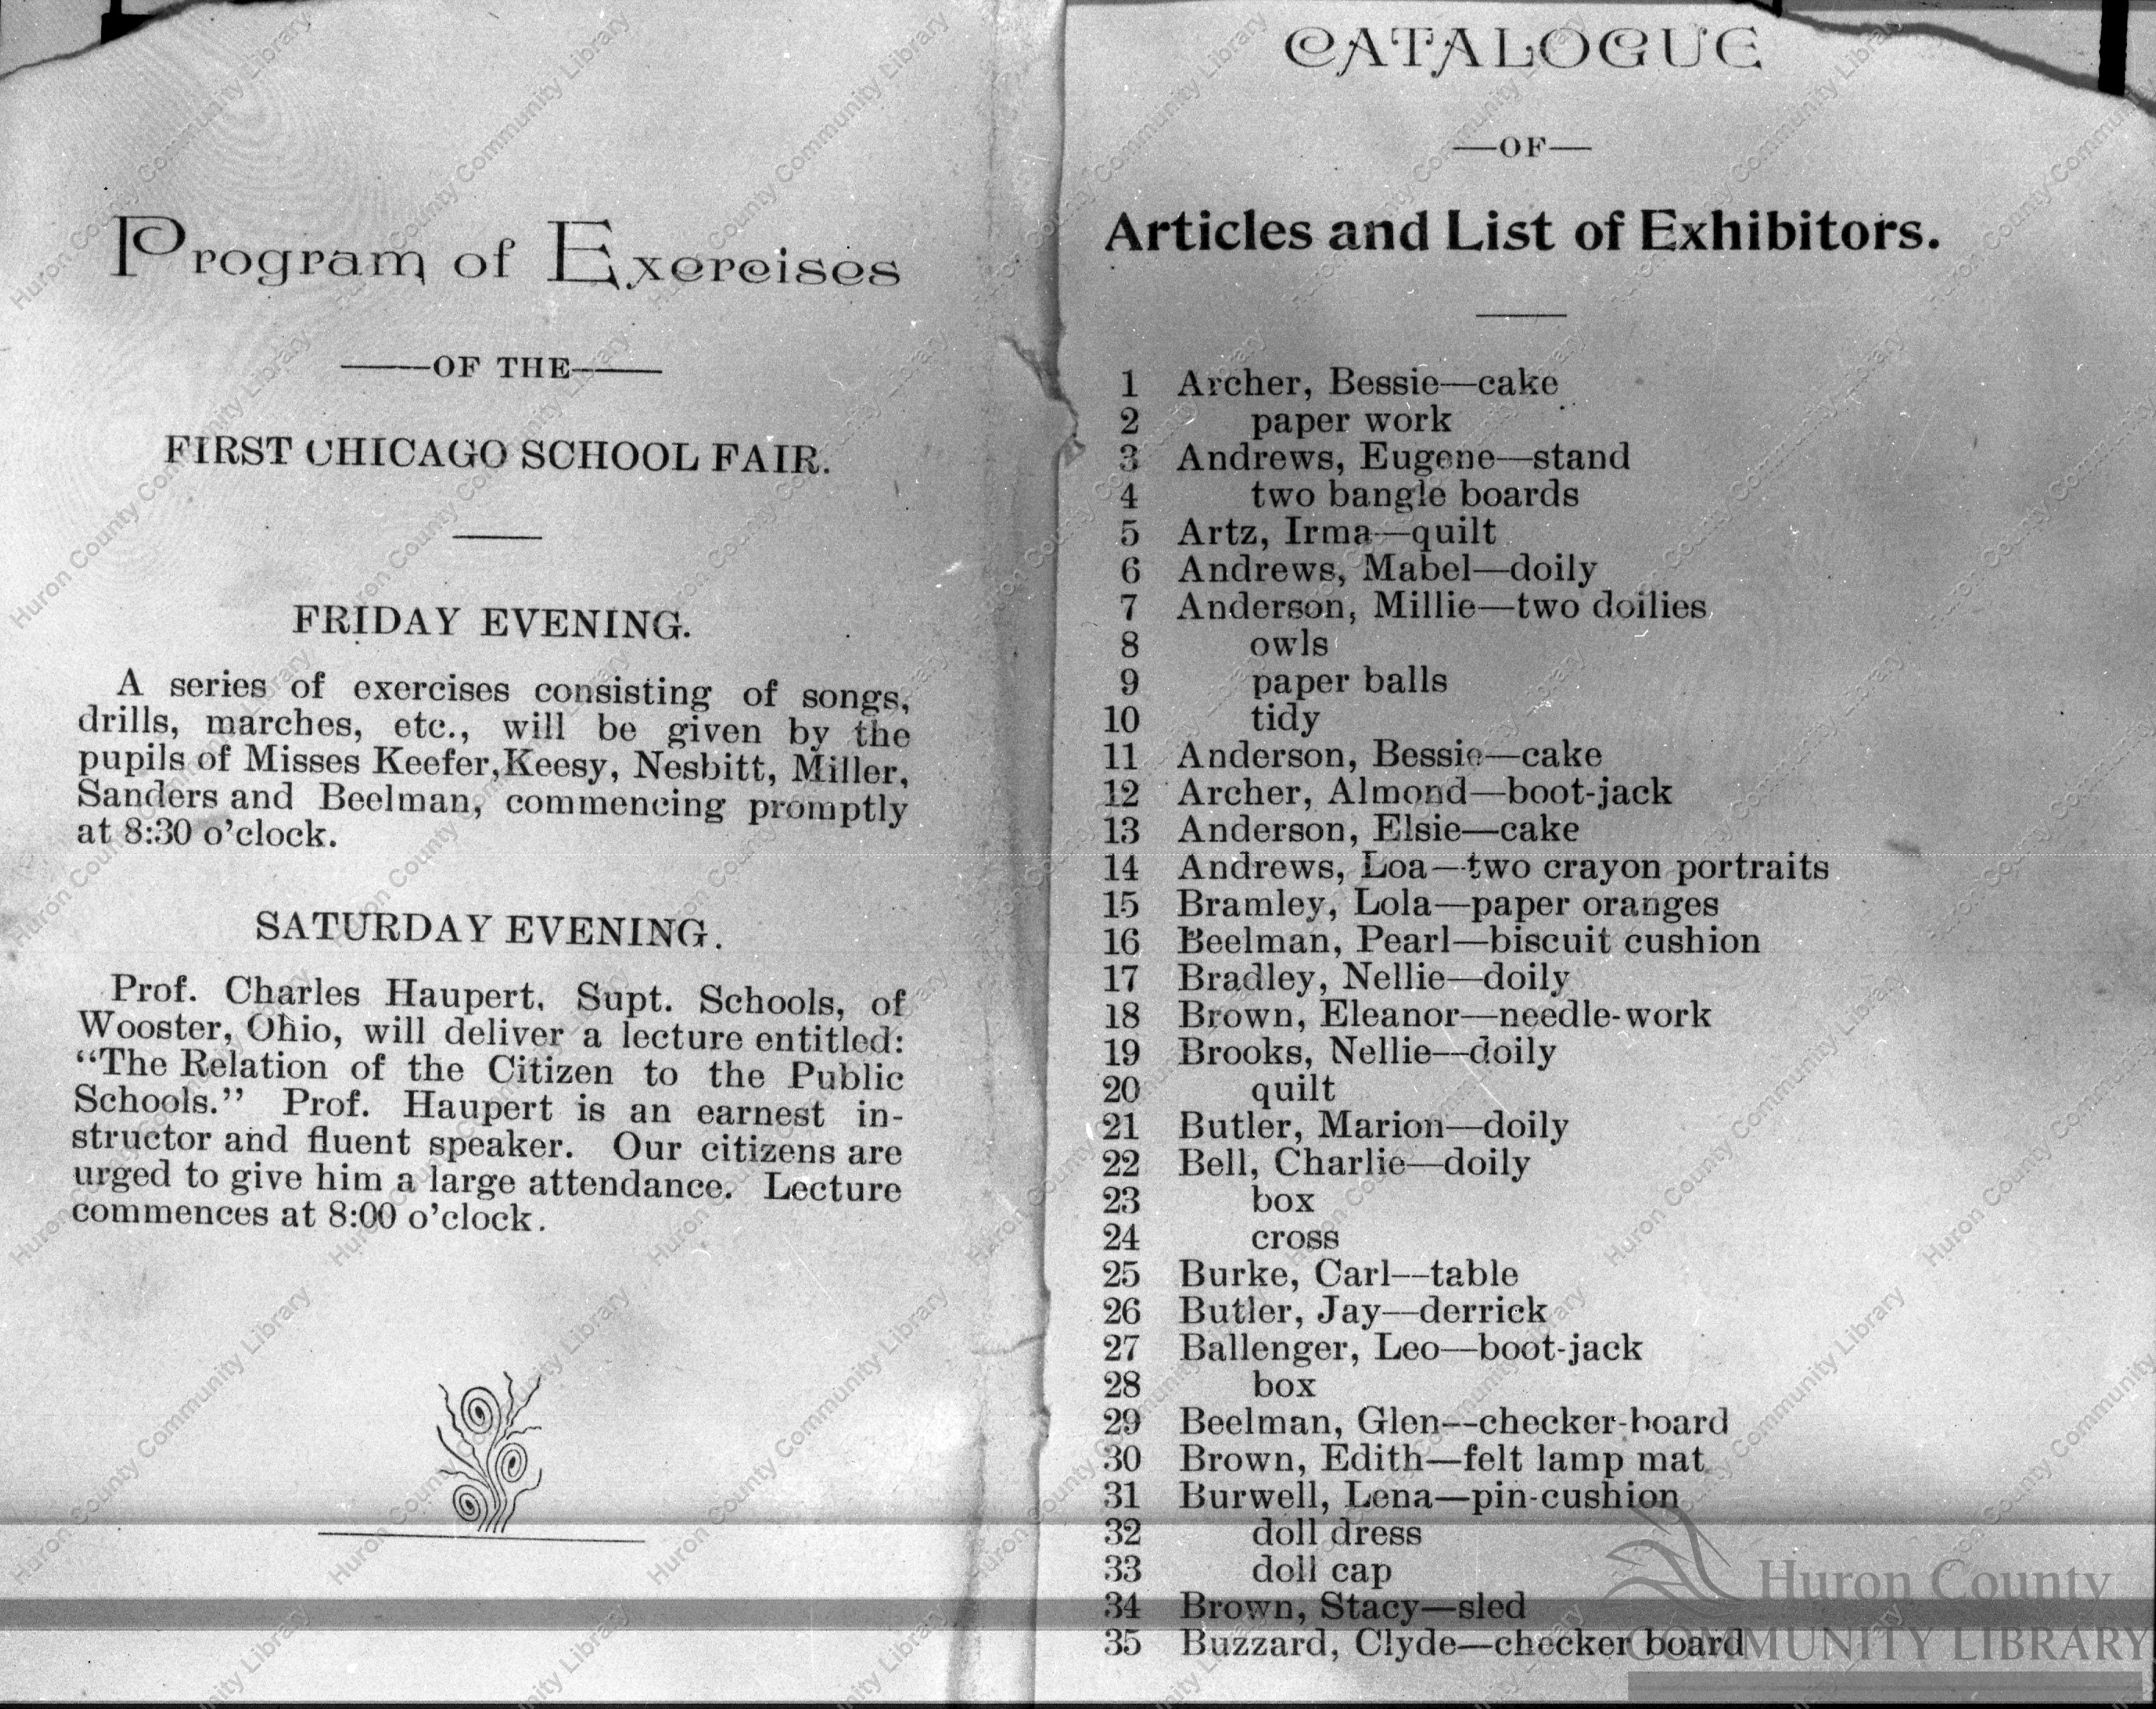 Program of Exercises
—OF THE—
FIRST CHICAGO SCHOOL FAIR.
FRIDAY EVENING.
A series of exercises consisting of songs,
drills, marches, etc., will be given by the
pupils of Misses Keefer, Keesy, Nesbitt, Miller,
Sanders and Beelman, commencing promptly
at 8:30 o'clock.
SATURDAY EVENING.
Prof. Charles Haupert, Supt. Schools, of
Wooster, Ohio, will deliver a lecture entitled:
“The Relation of the Citizen to the Public
Schools.” Prof. Haupert is an earnest in-
structor and fluent speaker. Our citizens are
urged to give him a large attendance. Lecture
commences at 8:00 o'clock.
CATALOGUE
—OF—
Articles and List of Exhibitors.
1 Archer, Bessie—cake
2 paper work
3 Andrews, Eugene—stand
4 two bangle boards
5 Artz, Irma—quilt
6 Andrews, Mabel—doily
7 Anderson, Millie—two doilies
8 owls
9 paper balls
10 tidy
11 Anderson, Bessie—cake
12 Archer, Almond—boot-jack
13 Anderson, Elsie—cake
14 Andrews, Loa—two crayon portraits
15 Bramley, Lola—paper oranges
16 Beelman, Pearl—biscuit cushion
17 Bradley, Nellie—doily
18 Brown, Eleanor—needle-work
19 Brooks, Nellie—doily
20 quilt
21 Butler, Marion—doily
22 Bell, Charlie—doily
23 box
24 cross
25 Burke, Carl—table
26 Butler, Jay—derrick
27 Ballenger, Leo—boot-jack
28 box
29 Beelman, Glen—checker-board
30 Brown, Edith—felt lamp mat
31 Burwell, Lena—pin-cushion
32 doll dress
33 doll cap
34 Brown, Stacy—sled
35 Buzzard, Clyde—checker board
Huron County
COMMUNITY LIBRARY